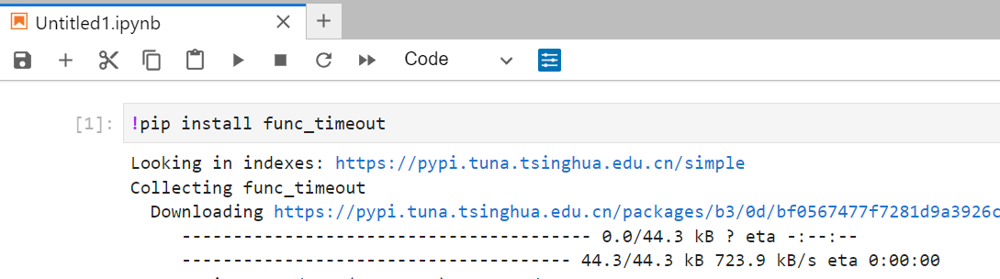 Untitled1.ipynb
Code
[1]: !pip install func_timeout
Looking in indexes: https://pypi.tuna.tsinghua.edu.cn/simple
Collecting func_timeout
Downloading https://pypi.tuna.tsinghua.edu.cn/packages/b3/0d/bf0567477f7281d9a3926c
---------------------------------------- 0.0/44.3 kB ? eta -:--:--
-------------------------------------- 44.3/44.3 kB 723.9 kB/s eta 0:00:00